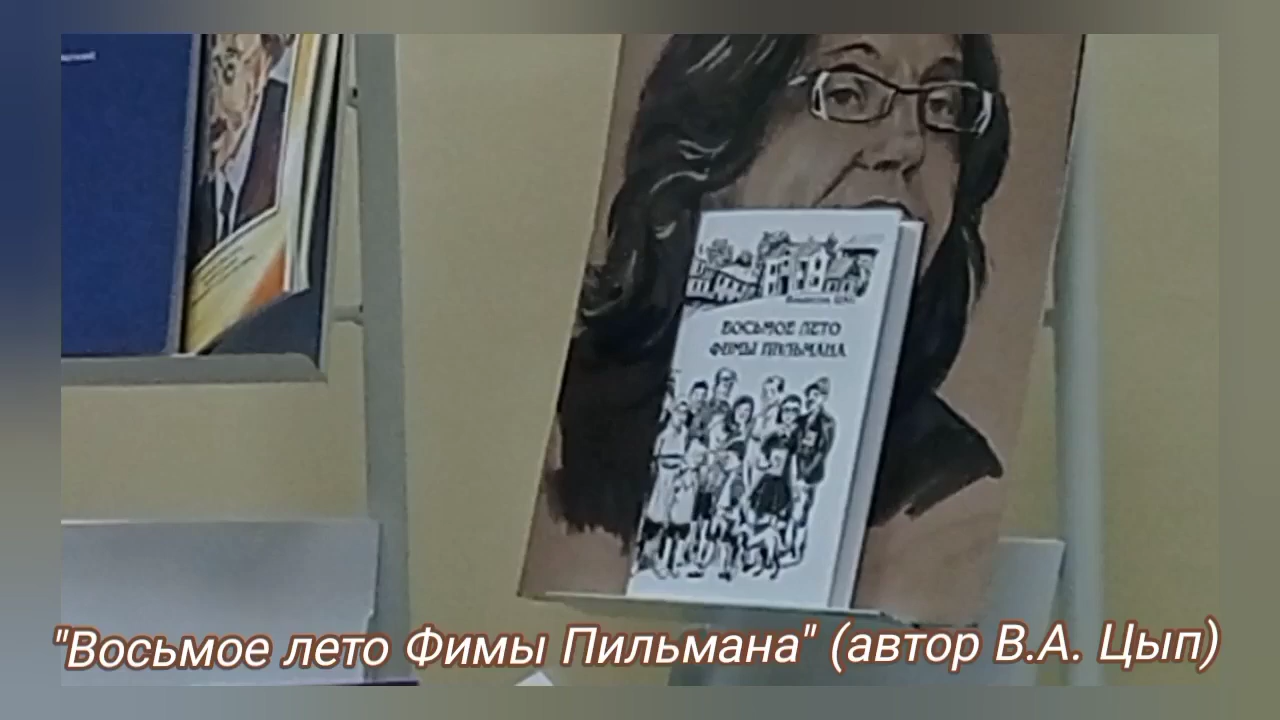 ВОСЬМОЕ ЛЕТО
ФИМЫ ПИЛЬМАНА
"Восьмое лето Фимы Пильмана" (автор В.А. Цып)